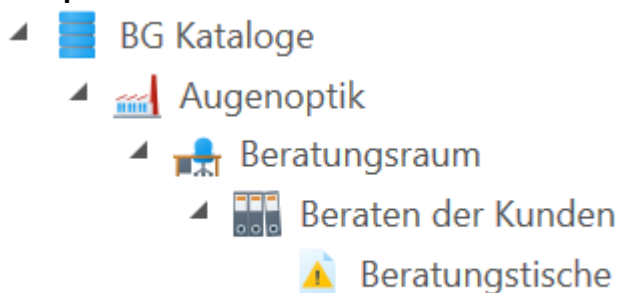 BG Kataloge
Augenoptik
Beratungsraum
Beraten der Kunden
Beratungstische